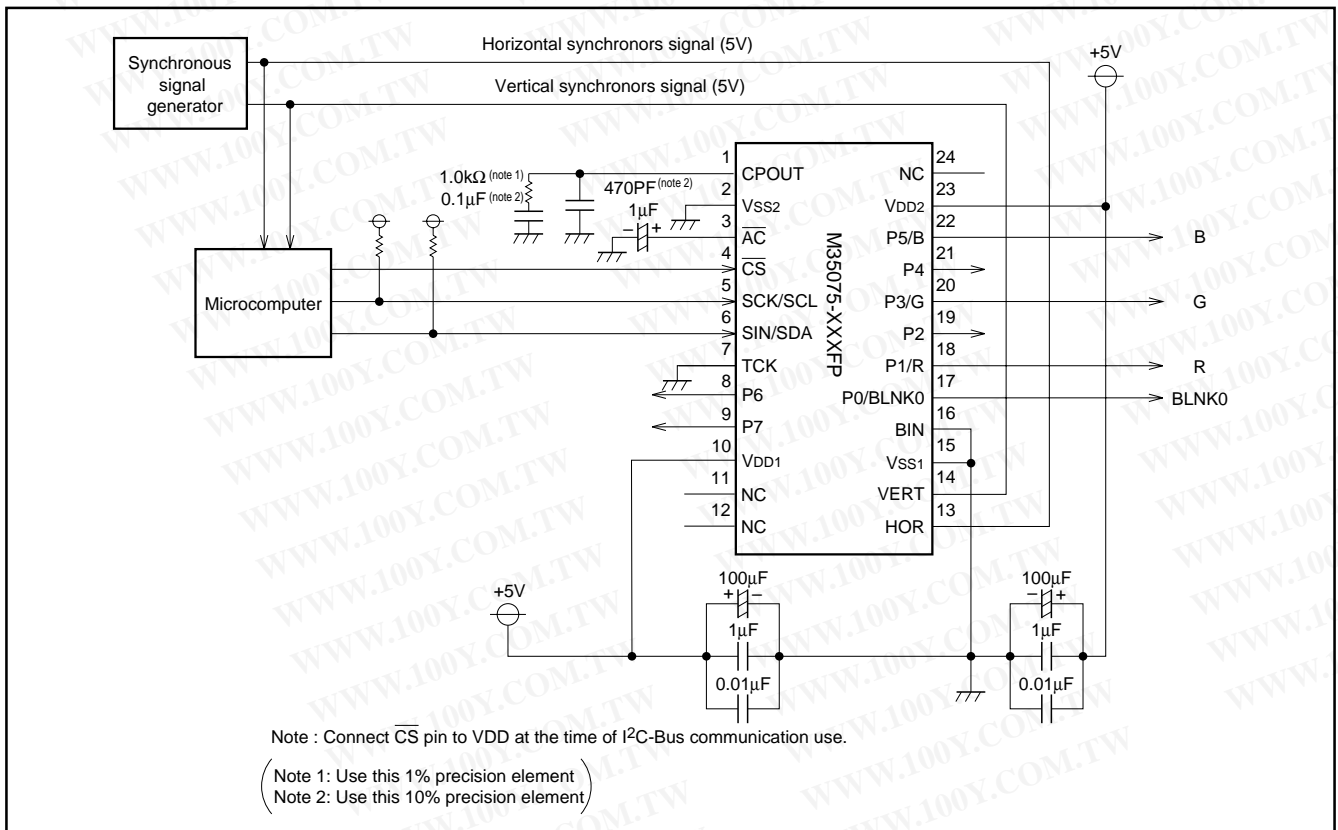 Horizontal synchronors signal (5V)
Vertical synchronors signal (5V)
Synchronous
signal
generator
Microcomputer
+5V
1.0kΩ (note 1)
0.1μF (note 2)
470PF (note 2)
1μF
− +
M35075-XXXFP
1 CPOUT
2 VSS2
3 AC
4 CS
5 SCK/SCL
6 SIN/SDA
7 TCK
8 P6
9 P7
10 VDD1
11 NC
12 NC
24 NC
23 VDD2
22 P5/B B
21 P4
20 P3/G G
19 P2
18 P1/R R
17 P0/BLNK0 BLNK0
16 BIN
15 VSS1
14 VERT
13 HOR
+5V
100μF
+ −
1μF
0.01μF
100μF
− +
1μF
0.01μF
Note : Connect CS pin to VDD at the time of I2C-Bus communication use.
Note 1: Use this 1% precision element
Note 2: Use this 10% precision element
WWW.100Y.COM.TW